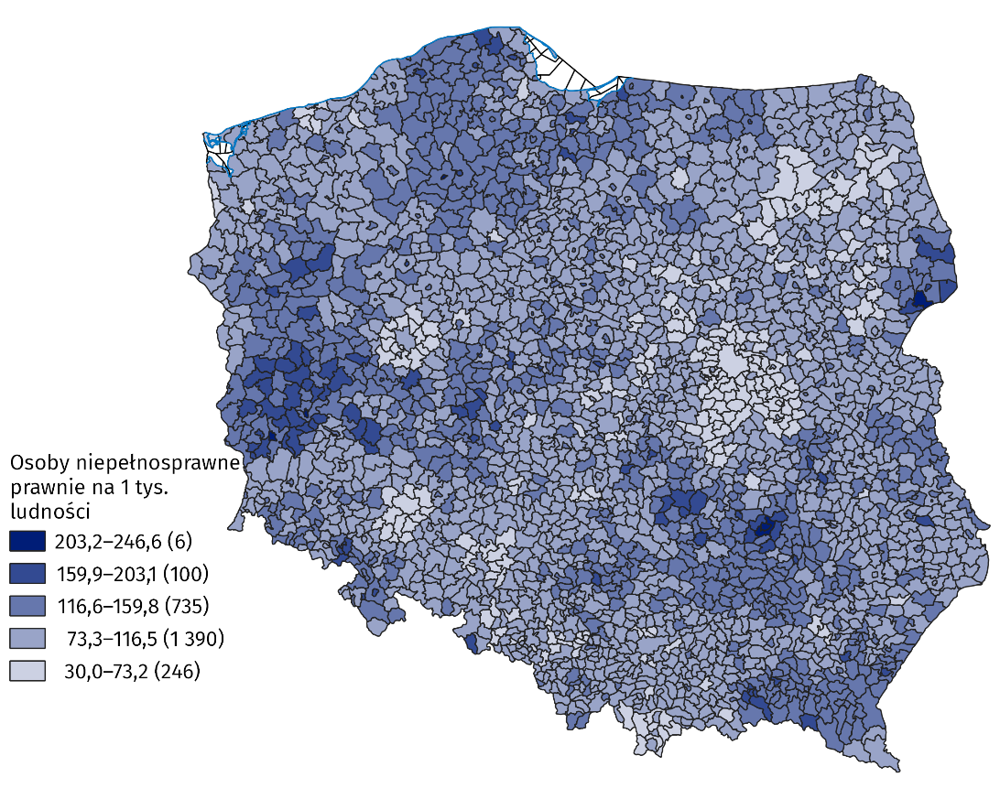 Osoby niepełnosprawne
prawnie na 1 tys.
ludności
203,2–246,6 (6)
159,9–203,1 (100)
116,6–159,8 (735)
73,3–116,5 (1 390)
30,0–73,2 (246)